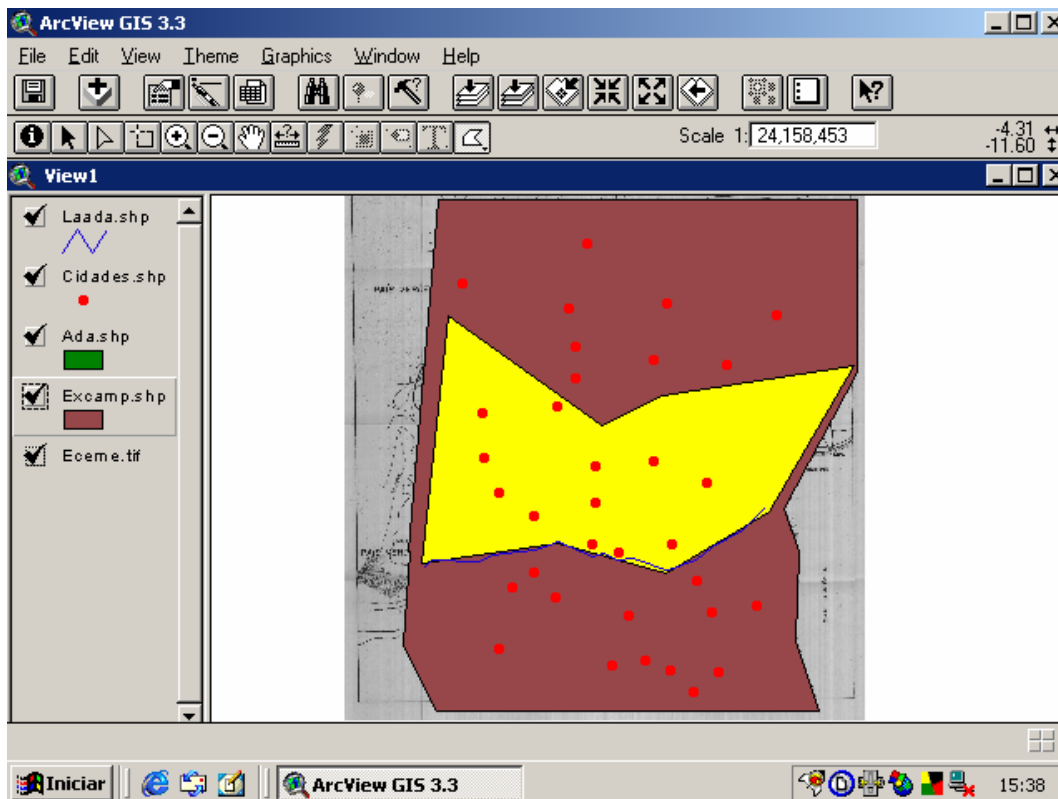 ArcView GIS 3.3
File Edit View Theme Graphics Window Help
Scale 1: 24,158,453
-4.31
-11.60
View1
Laada.shp
Cidades.shp
Ada.shp
Excamp.shp
Eceme.tif
Iniciar
ArcView GIS 3.3
15:38